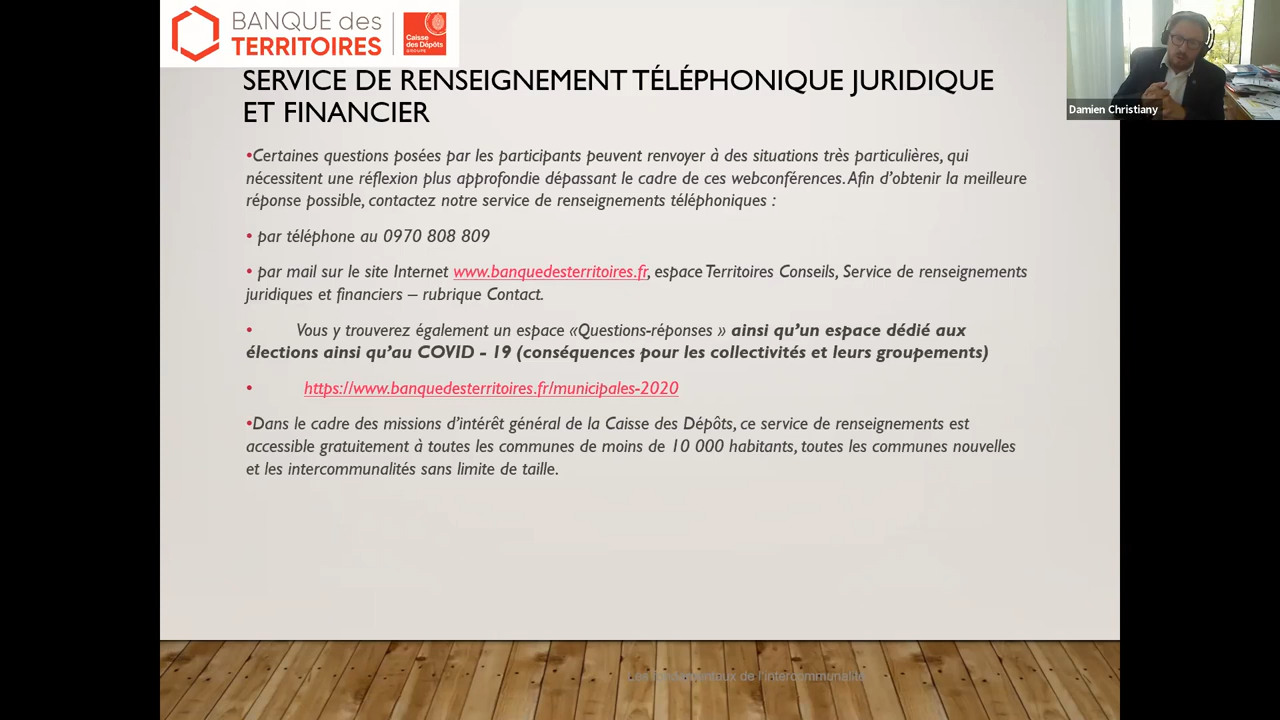 BANQUE des
TERRITOIRES
Caisse
des Dépôts
GROUPE
Damien Christiany
SERVICE DE RENSEIGNEMENT TÉLÉPHONIQUE JURIDIQUE
ET FINANCIER
•Certaines questions posées par les participants peuvent renvoyer à des situations très particulières, qui
nécessitent une réflexion plus approfondie dépassant le cadre de ces webconférences. Afin d’obtenir la meilleure
réponse possible, contactez notre service de renseignements téléphoniques :
• par téléphone au 0970 808 809
• par mail sur le site Internet www.banquedesterritoires.fr, espace Territoires Conseils, Service de renseignements
juridiques et financiers – rubrique Contact.
• Vous y trouverez également un espace «Questions-réponses » ainsi qu’un espace dédié aux
élections ainsi qu’au COVID - 19 (conséquences pour les collectivités et leurs groupements)
• https://www.banquedesterritoires.fr/municipales-2020
•Dans le cadre des missions d’intérêt général de la Caisse des Dépôts, ce service de renseignements est
accessible gratuitement à toutes les communes de moins de 10 000 habitants, toutes les communes nouvelles
et les intercommunalités sans limite de taille.
Les fondamentaux de l'intercommunalité